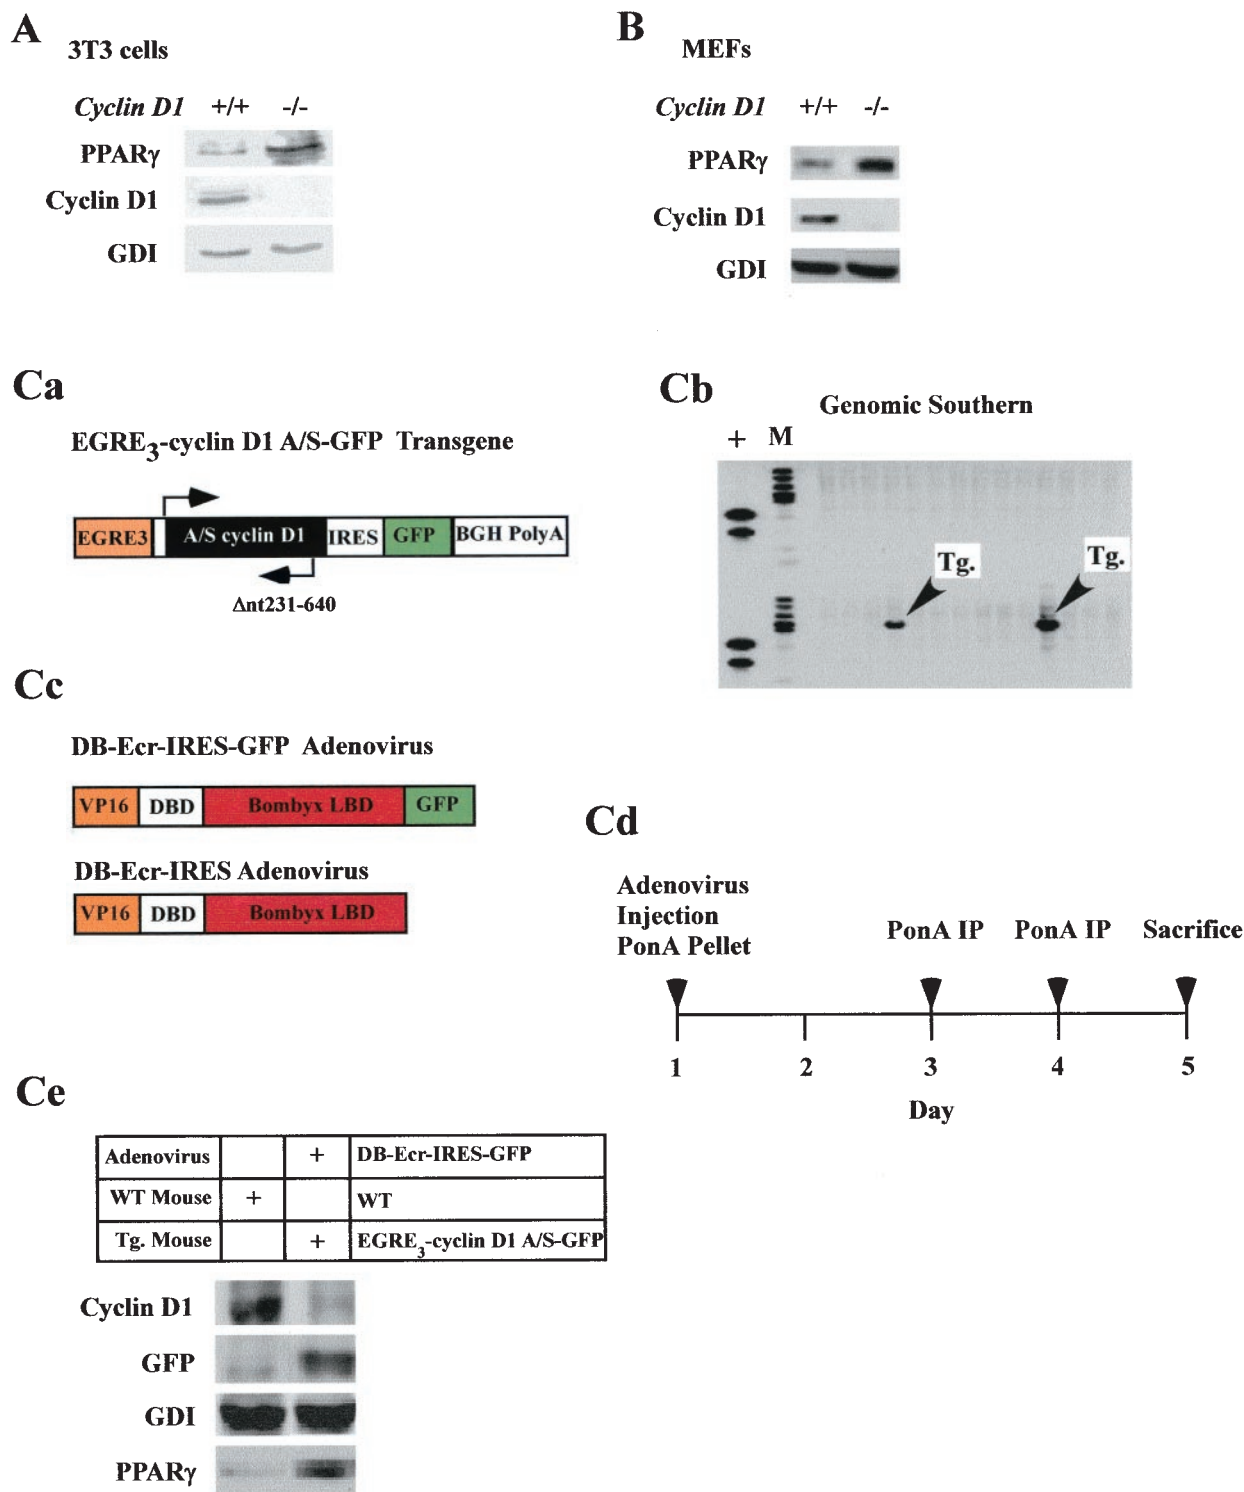 A
3T3 cells
Cyclin D1 +/+ -/-
PPARγ
Cyclin D1
GDI
B
MEFs
Cyclin D1 +/+ -/-
PPARγ
Cyclin D1
GDI
Ca
EGRE3-cyclin D1 A/S-GFP Transgene
EGRE3 A/S cyclin D1 IRES GFP BGH PolyA
Δnt231-640
Cb
Genomic Southern
+ M
Tg. Tg.
Cc
DB-Ecr-IRES-GFP Adenovirus
VP16 DBD Bombyx LBD GFP
DB-Ecr-IRES Adenovirus
VP16 DBD Bombyx LBD
Cd
Adenovirus
Injection
PonA Pellet
PonA IP PonA IP Sacrifice
1 2 3 4 5
Day
Ce
Adenovirus + DB-Ecr-IRES-GFP
WT Mouse + WT
Tg. Mouse + EGRE3-cyclin D1 A/S-GFP
Cyclin D1
GFP
GDI
PPARγ